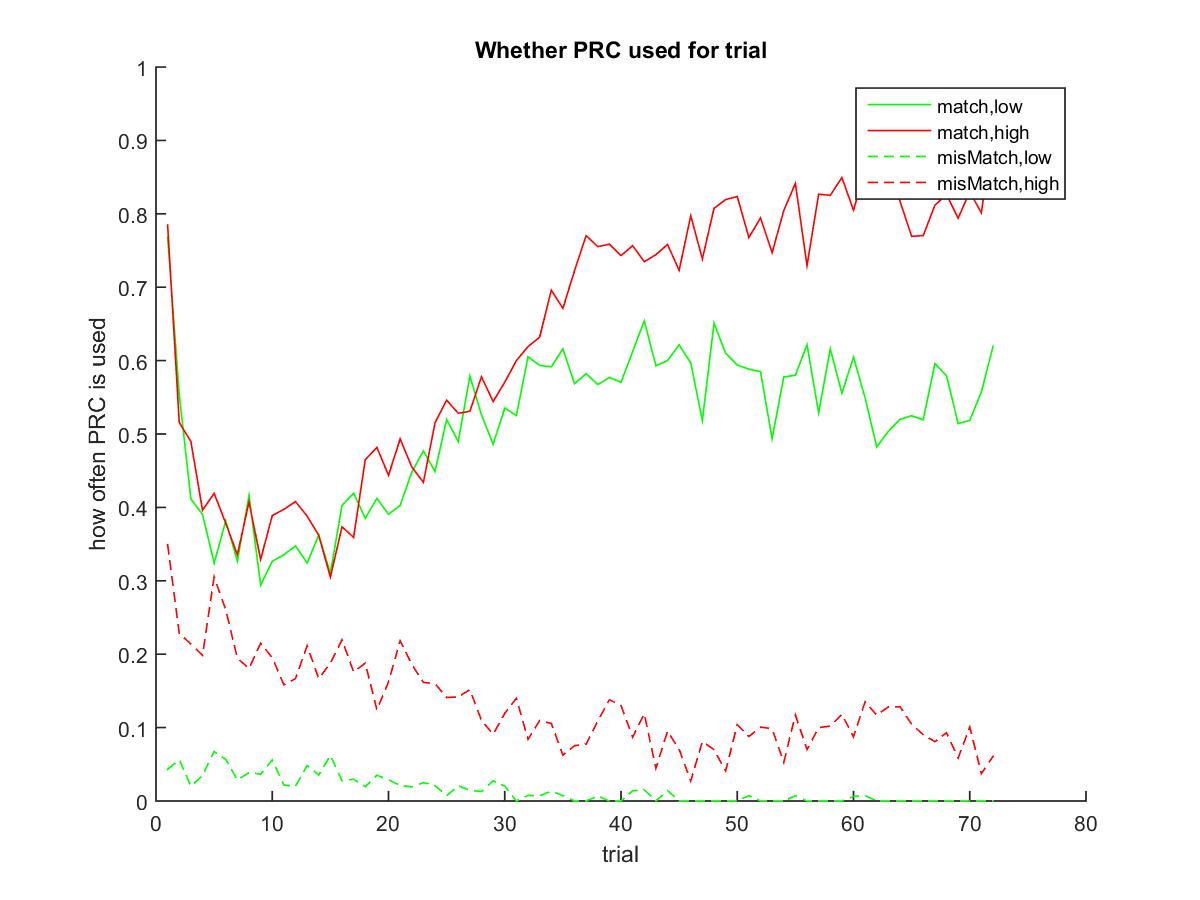 Whether PRC used for trial
1
0.9
0.8
0.7
0.6
0.5
0.4
0.3
0.2
0.1
0
how often PRC is used
match,low
match,high
misMatch,low
misMatch,high
0 10 20 30 40 50 60 70 80
trial